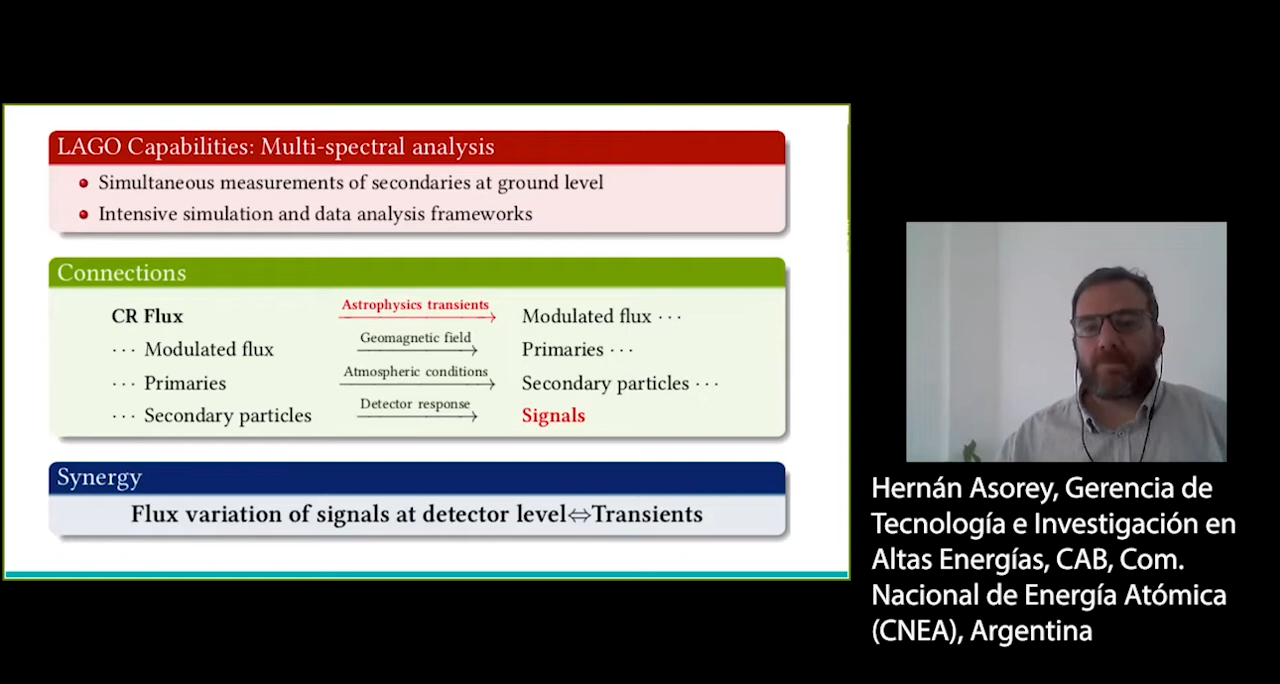 LAGO Capabilities: Multi-spectral analysis
Simultaneous measurements of secondaries at ground level
Intensive simulation and data analysis frameworks
Connections
CR Flux Astrophysics transients Modulated flux · · ·
· · · Modulated flux Geomagnetic field Primaries · · ·
· · · Primaries Atmospheric conditions Secondary particles · · ·
· · · Secondary particles Detector response Signals
Synergy
Flux variation of signals at detector level⇔Transients
Hernán Asorey, Gerencia de
Tecnología e Investigación en
Altas Energías, CAB, Com.
Nacional de Energía Atómica
(CNEA), Argentina